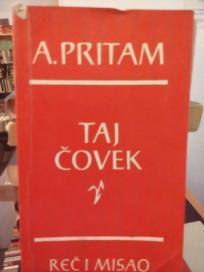 A. PRITAM
TAJ
ČOVEK
REČ I MISAO